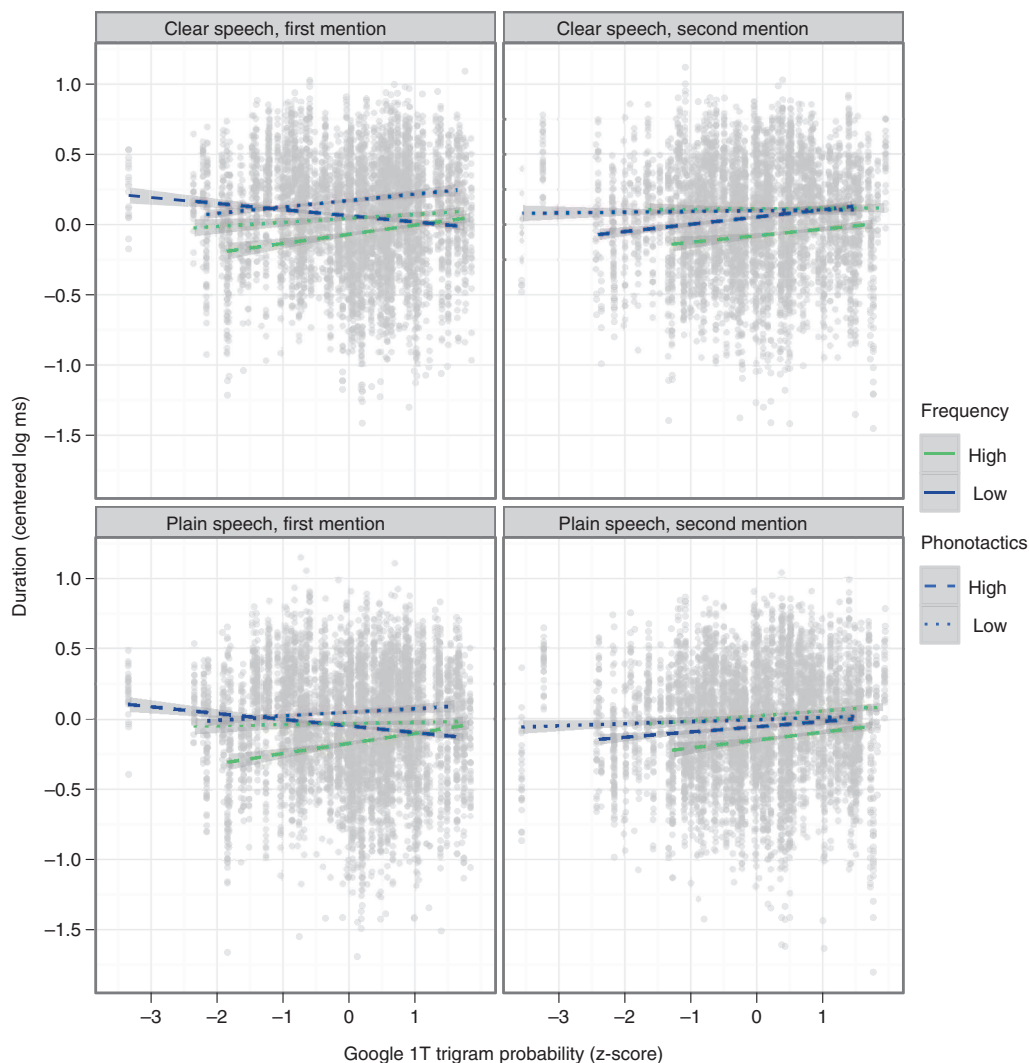 Clear speech, first mention
Clear speech, second mention
1.0
0.5
0.0
−0.5
−1.0
−1.5
Plain speech, first mention
Plain speech, second mention
1.0
0.5
0.0
−0.5
−1.0
−1.5
−3 −2 −1 0 1
−3 −2 −1 0 1
Duration (centered log ms)
Google 1T trigram probability (z-score)
Frequency
High
Low
Phonotactics
High
Low